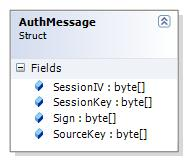 AuthMessage
Struct
Fields
SessionIV : byte[]
SessionKey : byte[]
Sign : byte[]
SourceKey : byte[]